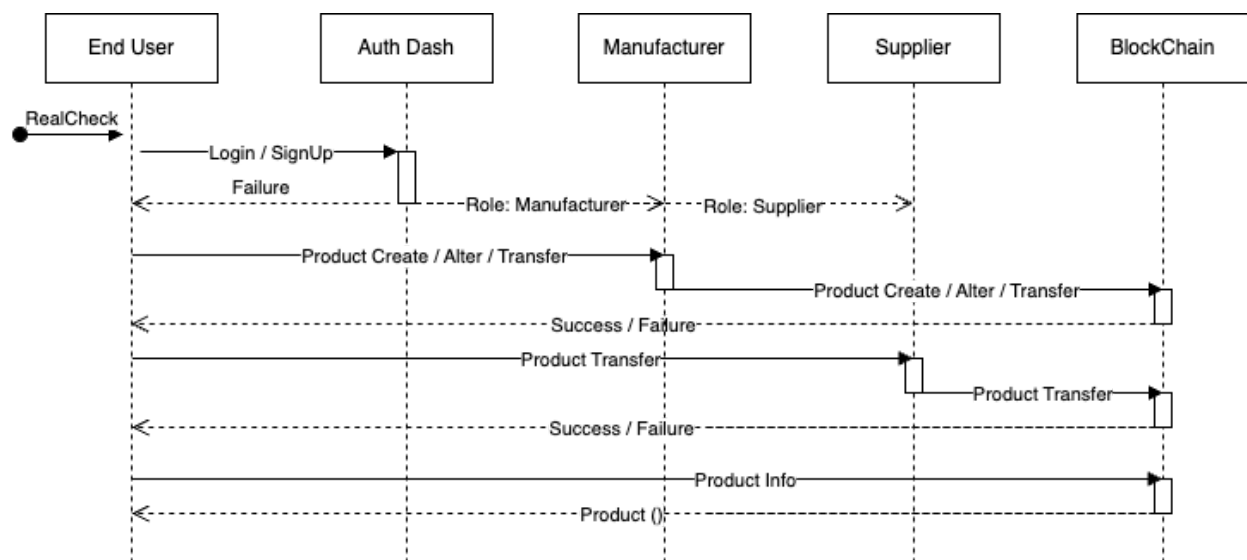 End User
Auth Dash
Manufacturer
Supplier
BlockChain
RealCheck
Login / SignUp
Failure
Role: Manufacturer
Role: Supplier
Product Create / Alter / Transfer
Product Create / Alter / Transfer
Success / Failure
Product Transfer
Product Transfer
Success / Failure
Product Info
Product ()